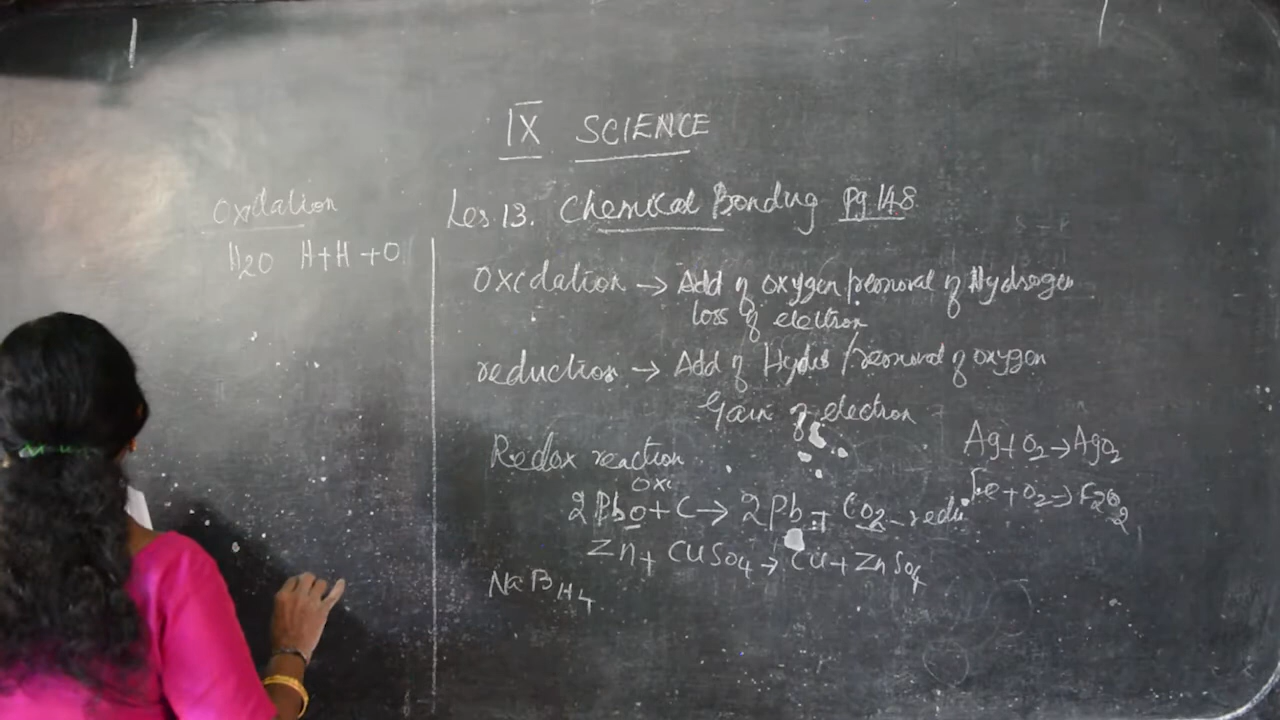 IX SCIENCE
Oxidation
H2O H+H+O
Les 13. Chemical Bonding Pg.148
Oxidation → Add of oxygen/removal of Hydrogen
loss of electron
reduction → Add of Hydro /removal of oxygen
Gain of electron
Redox reaction
oxi
2Pbo + C → 2Pb + CO2 - redu
Zn + CuSO4 → Cu + ZnSO4
NaBH4
Ag + O2 → AgO2
Fe + O2 → F2O2